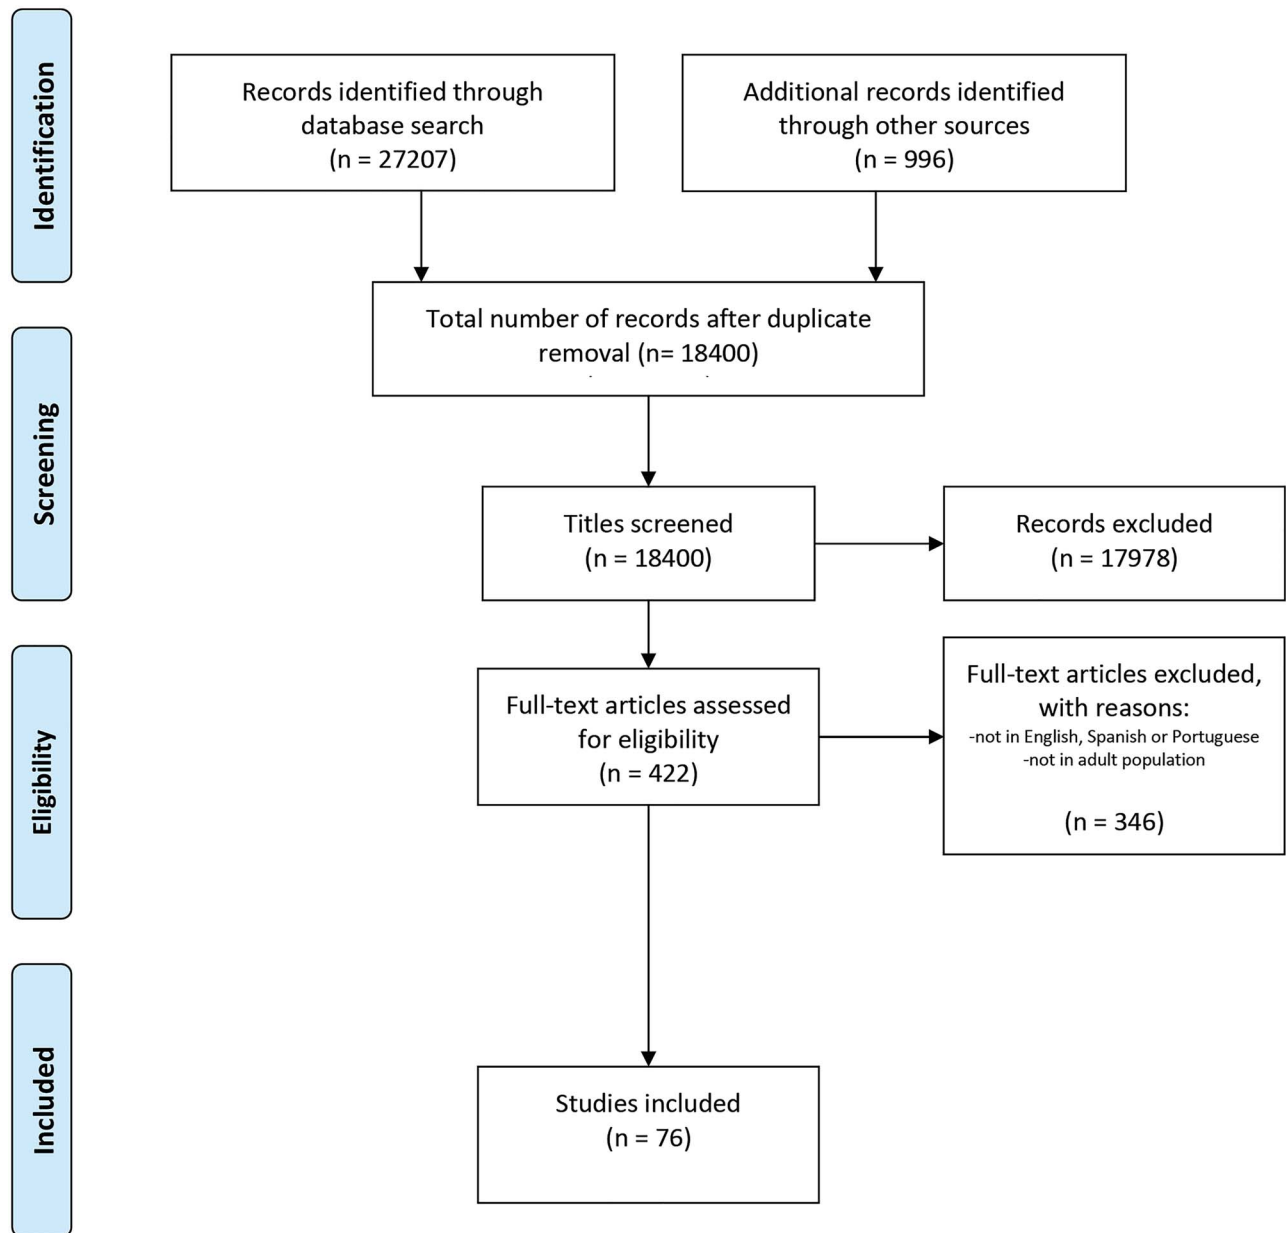 Identification
Records identified through
database search
(n = 27207)
Additional records identified
through other sources
(n = 996)
Total number of records after duplicate
removal (n= 18400)
Screening
Titles screened
(n = 18400)
Records excluded
(n = 17978)
Eligibility
Full-text articles assessed
for eligibility
(n = 422)
Full-text articles excluded,
with reasons:
-not in English, Spanish or Portuguese
-not in adult population
(n = 346)
Included
Studies included
(n = 76)